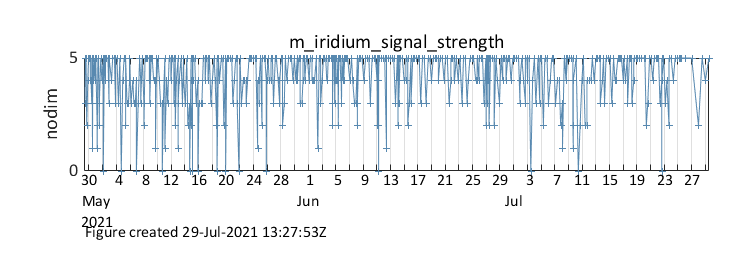 m_iridium_signal_strength
5
nodim
0
30 4 8 12 16 20 24 28 1 5 9 13 17 21 25 29 3 7 11 15 19 23 27
May Jun Jul
2021
Figure created 29-Jul-2021 13:27:53Z